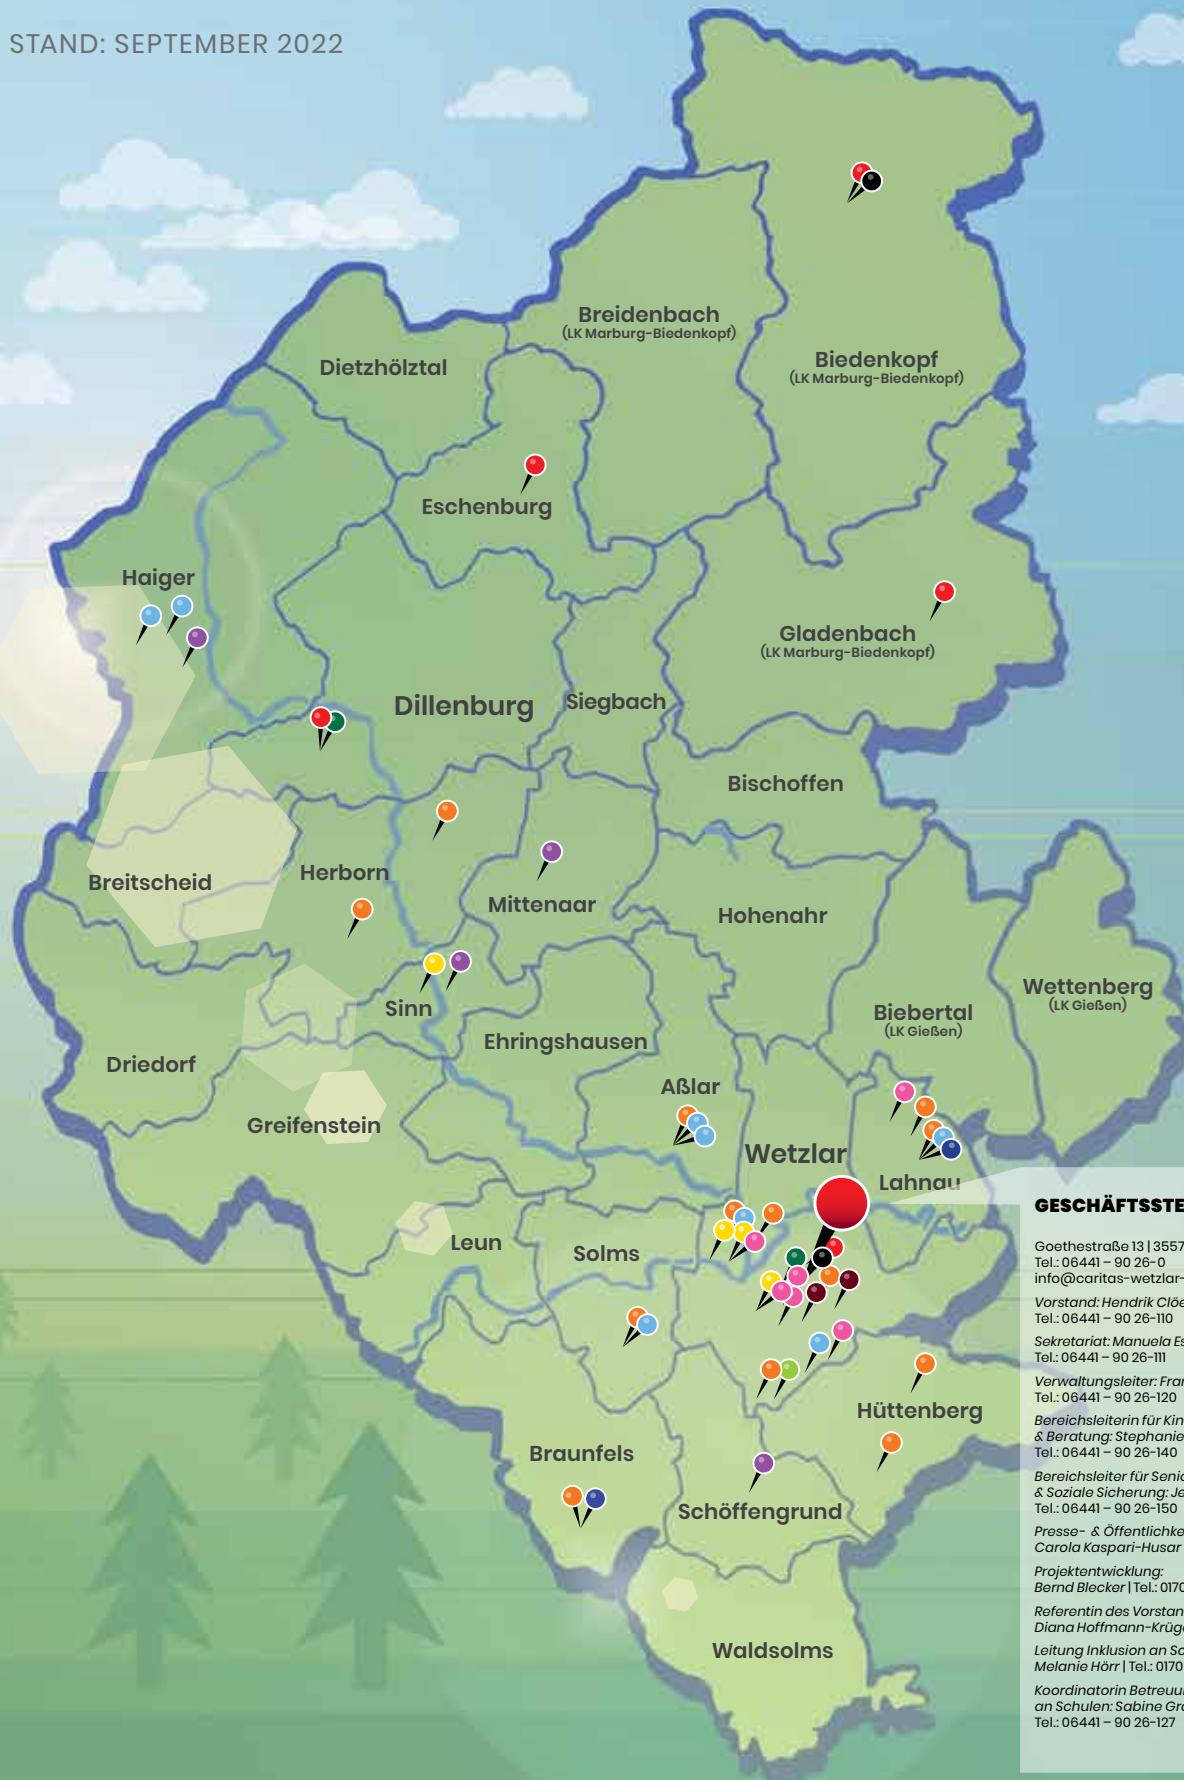 STAND: SEPTEMBER 2022
Breidenbach
(LK Marburg-Biedenkopf)
Biedenkopf
(LK Marburg-Biedenkopf)
Dietzhölztal
Eschenburg
Haiger
Gladenbach
(LK Marburg-Biedenkopf)
Dillenburg
Siegbach
Bischoffen
Breitscheid
Herborn
Mittenaar
Hohenahr
Wettenberg
(LK Gießen)
Sinn
Biebertal
(LK Gießen)
Ehringshausen
Driedorf
Aßlar
Greifenstein
Wetzlar
Lahnau
Leun
Solms
Hüttenberg
Braunfels
Schöffengrund
Waldsolms
GESCHÄFTSSTE
Goethestraße 13 | 3557
Tel.: 06441 – 90 26-0
info@caritas-wetzlar-
Vorstand: Hendrik Clöe
Tel.: 06441 – 90 26-110
Sekretariat: Manuela Es
Tel.: 06441 – 90 26-111
Verwaltungsleiter: Fran
Tel.: 06441 – 90 26-120
Bereichsleiterin für Kin
& Beratung: Stephanie
Tel.: 06441 – 90 26-140
Bereichsleiter für Senio
& Soziale Sicherung: Je
Tel.: 06441 – 90 26-150
Presse- & Öffentlichke
Carola Kaspari-Husar
Projektentwicklung:
Bernd Blecker | Tel.: 0170
Referentin des Vorstan
Diana Hoffmann-Krüge
Leitung Inklusion an Sc
Melanie Hörr | Tel.: 0170
Koordinatorin Betreuu
an Schulen: Sabine Gro
Tel.: 06441 – 90 26-127